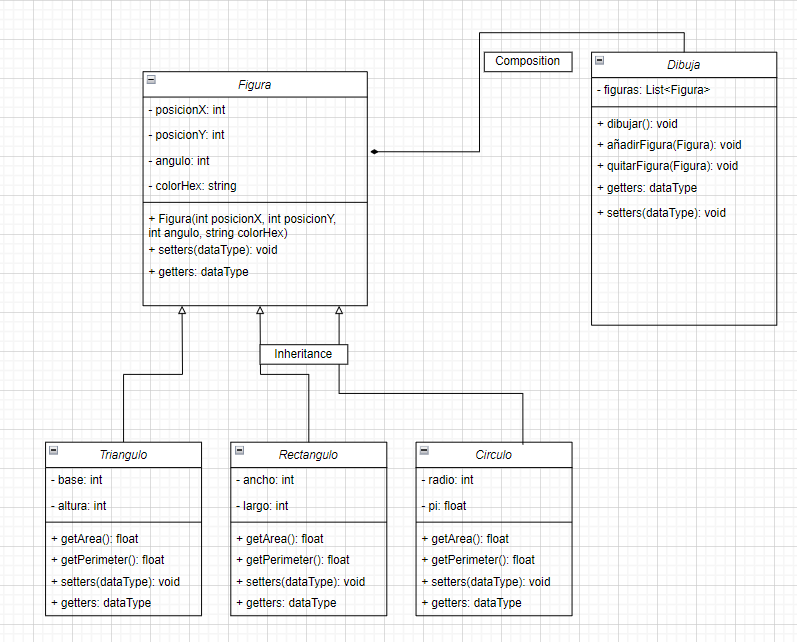 Composition
Figura
- posicionX: int
- posicionY: int
- angulo: int
- colorHex: string
+ Figura(int posicionX, int posicionY,
int angulo, string colorHex)
+ setters(dataType): void
+ getters: dataType
Dibuja
- figuras: List<Figura>
+ dibujar(): void
+ añadirFigura(Figura): void
+ quitarFigura(Figura): void
+ getters: dataType
+ setters(dataType): void
Inheritance
Triangulo
- base: int
- altura: int
+ getArea(): float
+ getPerimeter(): float
+ setters(dataType): void
+ getters: dataType
Rectangulo
- ancho: int
- largo: int
+ getArea(): float
+ getPerimeter(): float
+ setters(dataType): void
+ getters: dataType
Circulo
- radio: int
- pi: float
+ getArea(): float
+ getPerimeter(): float
+ setters(dataType): void
+ getters: dataType